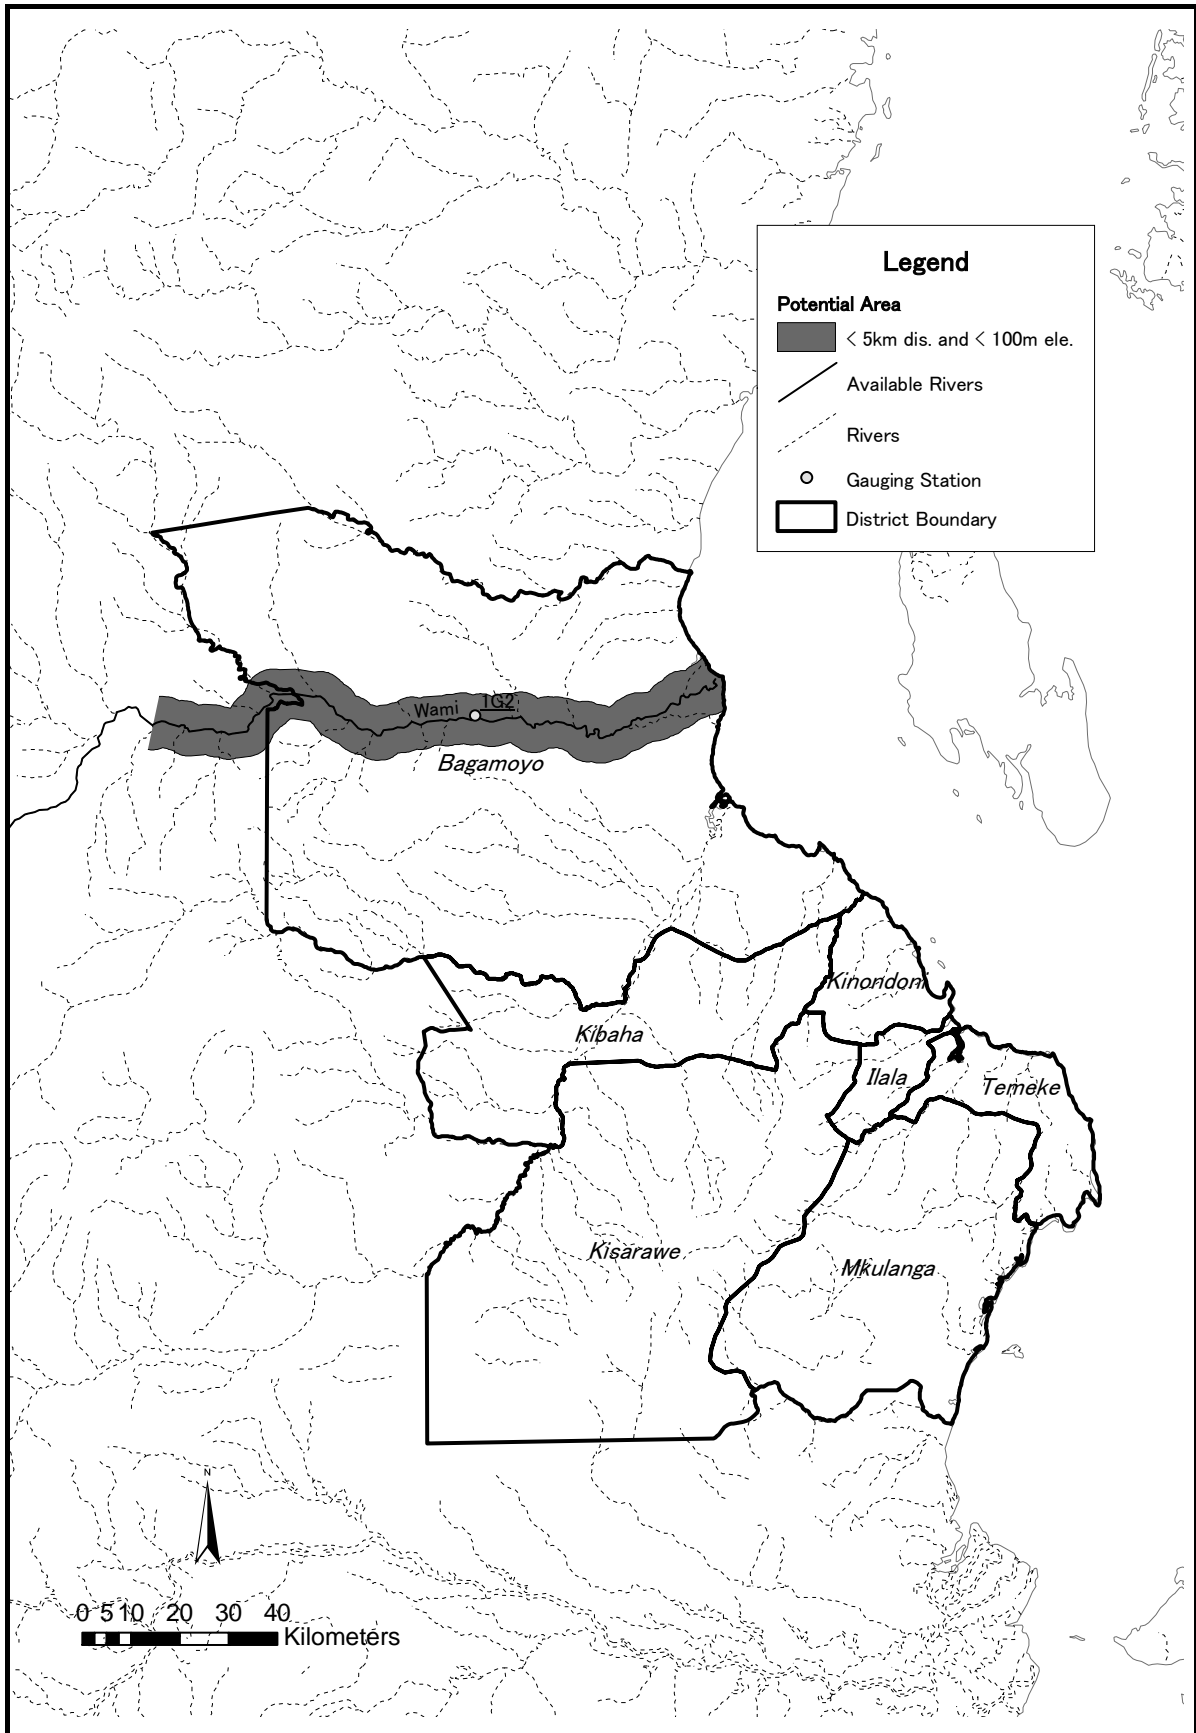 Legend
Potential Area
< 5km dis. and < 100m ele.
Available Rivers
Rivers
Gauging Station
District Boundary
Wami
1G2
Bagamoyo
Kinondoni
Kibaha
Ilala
Temeke
Kisarawe
Mkulanga
N
0 5 10 20 30 40
Kilometers